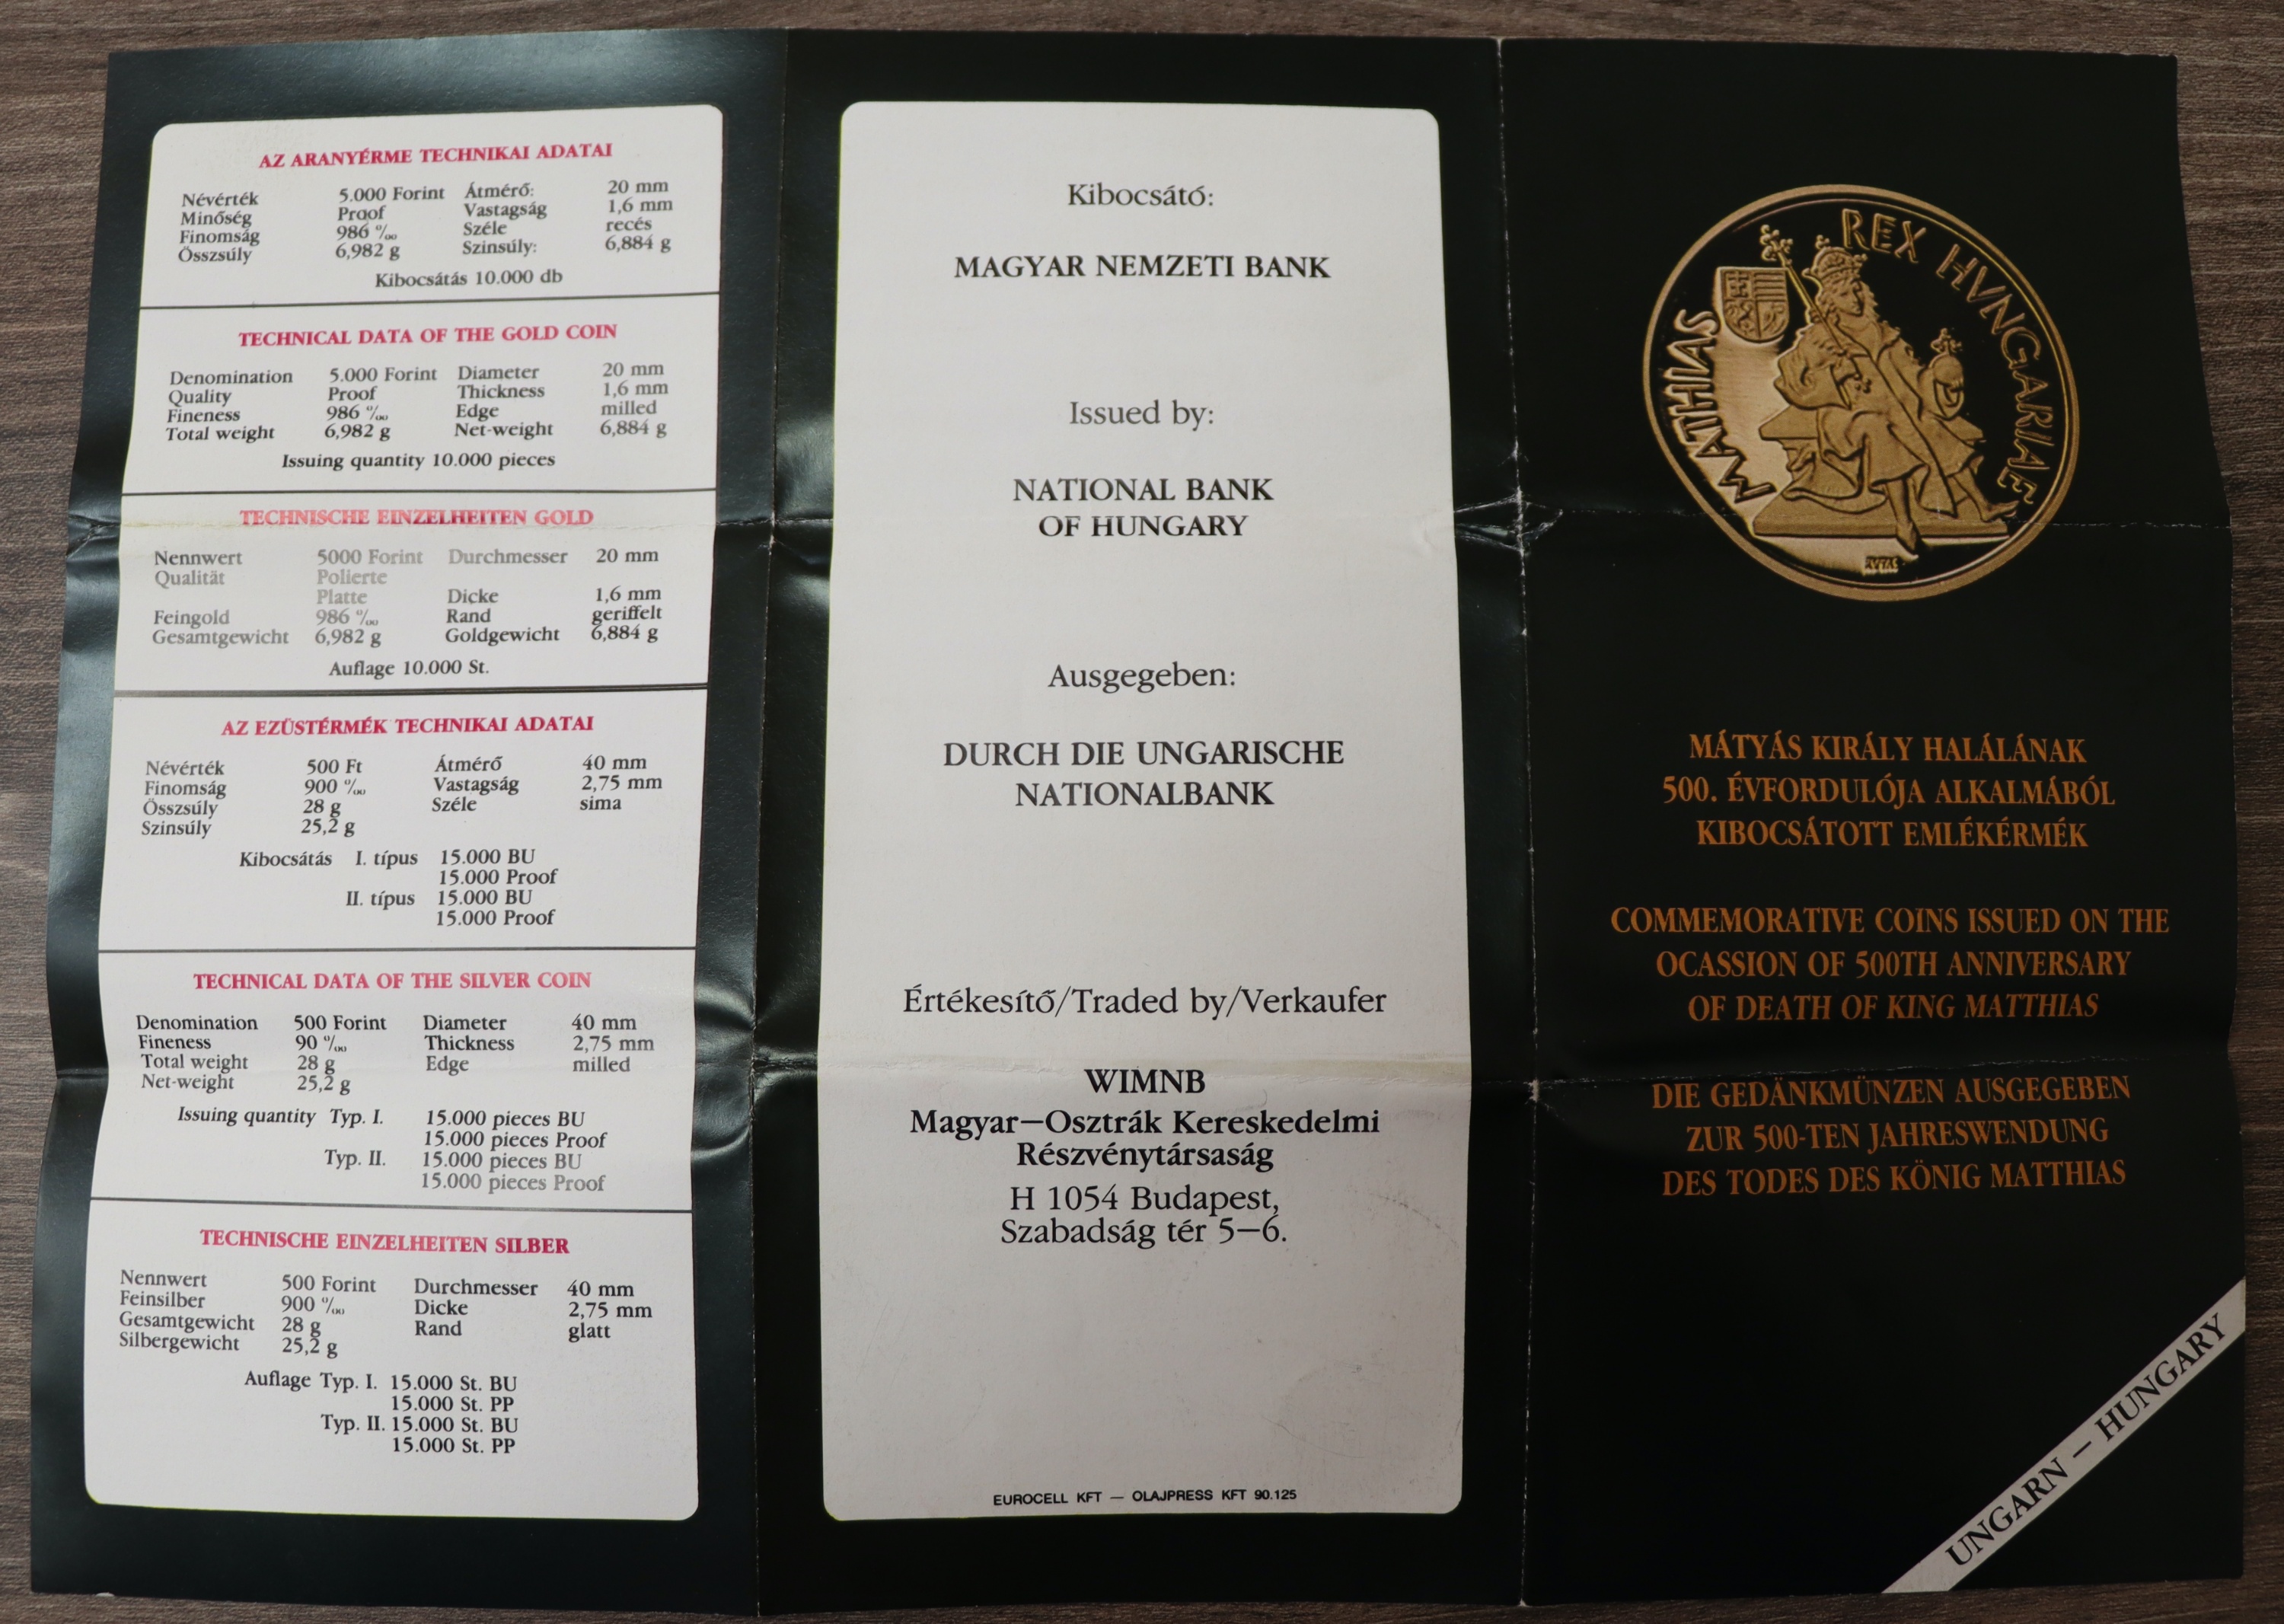 AZ ARANYÉRME TECHNIKAI ADATAI
Névérték 5.000 Forint Átmérő: 20 mm
Minőség Proof Vastagság 1,6 mm
Finomság 986 ‰ Széle recés
Összsúly 6,982 g Szinsúly: 6,884 g
Kibocsátás 10.000 db
TECHNICAL DATA OF THE GOLD COIN
Denomination 5.000 Forint Diameter 20 mm
Quality Proof Thickness 1,6 mm
Fineness 986 ‰ Edge milled
Total weight 6,982 g Net-weight 6,884 g
Issuing quantity 10.000 pieces
TECHNISCHE EINZELHEITEN GOLD
Nennwert 5000 Forint Durchmesser 20 mm
Qualität Polierte
Platte Dicke 1,6 mm
Feingold 986 ‰ Rand geriffelt
Gesamtgewicht 6,982 g Goldgewicht 6,884 g
Auflage 10.000 St.
AZ EZÜSTÉRMÉK TECHNIKAI ADATAI
Névérték 500 Ft Átmérő 40 mm
Finomság 900 ‰ Vastagság 2,75 mm
Összsúly 28 g Széle sima
Szinsúly 25,2 g
Kibocsátás I. típus 15.000 BU
15.000 Proof
II. típus 15.000 BU
15.000 Proof
TECHNICAL DATA OF THE SILVER COIN
Denomination 500 Forint Diameter 40 mm
Fineness 90 ‰ Thickness 2,75 mm
Total weight 28 g Edge milled
Net-weight 25,2 g
Issuing quantity Typ. I. 15.000 pieces BU
15.000 pieces Proof
Typ. II. 15.000 pieces BU
15.000 pieces Proof
TECHNISCHE EINZELHEITEN SILBER
Nennwert 500 Forint Durchmesser 40 mm
Feinsilber 900 ‰ Dicke 2,75 mm
Gesamtgewicht 28 g Rand glatt
Silbergewicht 25,2 g
Auflage Typ. I. 15.000 St. BU
15.000 St. PP
Typ. II. 15.000 St. BU
15.000 St. PP
Kibocsátó:
MAGYAR NEMZETI BANK
Issued by:
NATIONAL BANK
OF HUNGARY
Ausgegeben:
DURCH DIE UNGARISCHE
NATIONALBANK
Értékesítő/Traded by/Verkaufer
WIMNB
Magyar—Osztrák Kereskedelmi
Részvénytársaság
H 1054 Budapest,
Szabadság tér 5—6.
EUROCELL KFT — OLAJPRESS KFT 90.125
MATHIAS REX HVNGARIAE
MÁTYÁS KIRÁLY HALÁLÁNAK
500. ÉVFORDULÓJA ALKALMÁBÓL
KIBOCSÁTOTT EMLÉKÉRMÉK
COMMEMORATIVE COINS ISSUED ON THE
OCASSION OF 500TH ANNIVERSARY
OF DEATH OF KING MATTHIAS
DIE GEDÄNKMÜNZEN AUSGEGEBEN
ZUR 500-TEN JAHRESWENDUNG
DES TODES DES KÖNIG MATTHIAS
UNGARN — HUNGARY